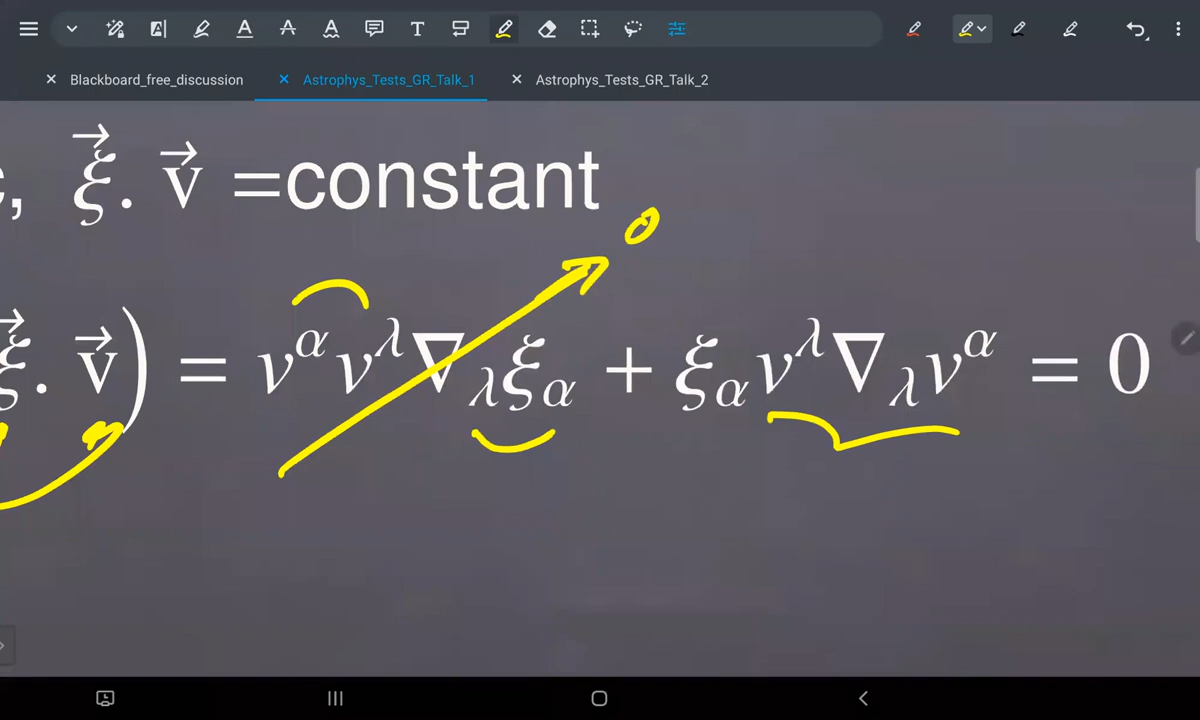 Blackboard_free_discussion Astrophys_Tests_GR_Talk_1 Astrophys_Tests_GR_Talk_2
c, ξ⃗. v⃗ =constant
0
ξ⃗. v⃗) = v^α v^λ ∇_λ ξ_α + ξ_α v^λ ∇_λ v^α = 0